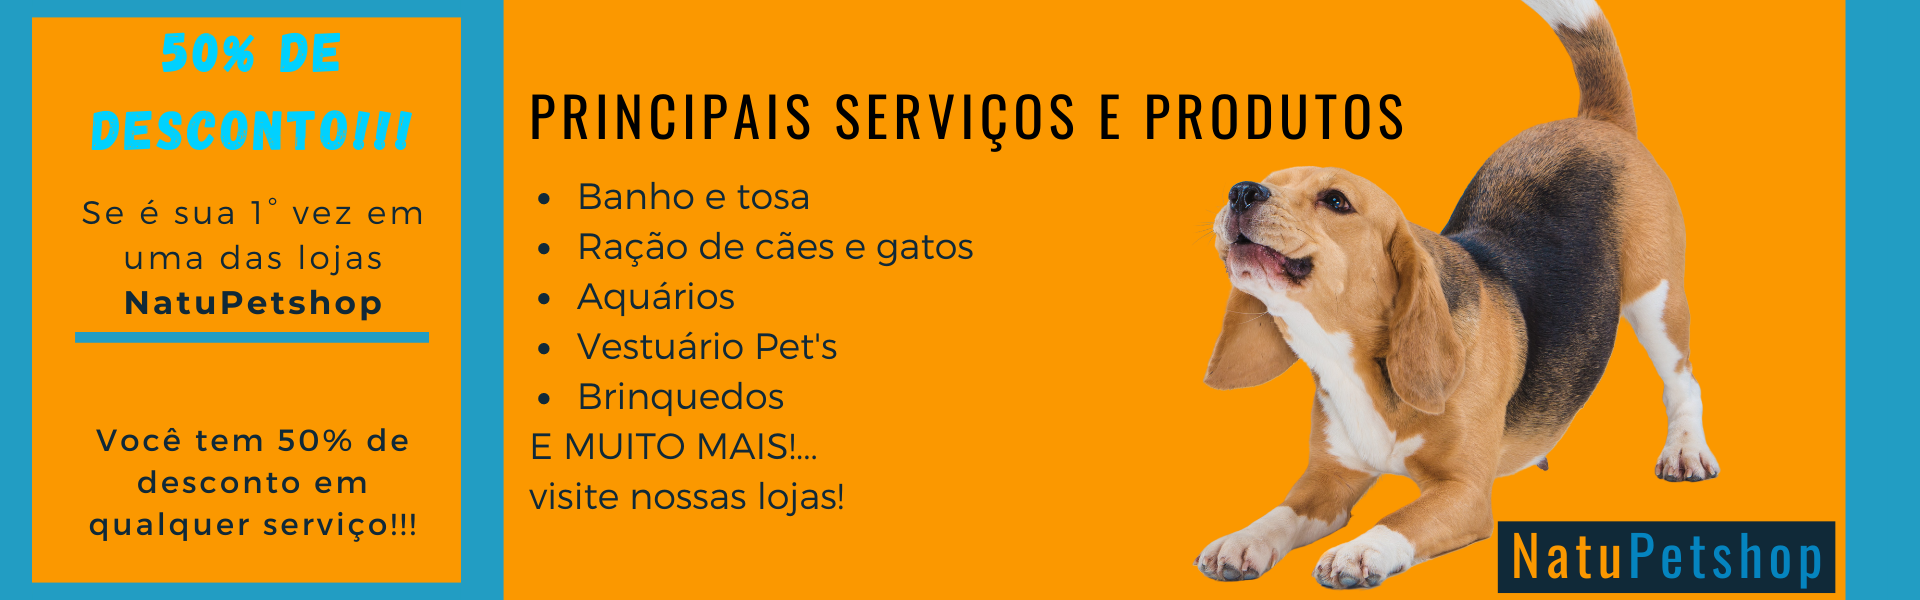 50% DE
DESCONTO!!!
Se é sua 1° vez em
uma das lojas
NatuPetshop
Você tem 50% de
desconto em
qualquer serviço!!!
PRINCIPAIS SERVIÇOS E PRODUTOS
• Banho e tosa
• Ração de cães e gatos
• Aquários
• Vestuário Pet's
• Brinquedos
E MUITO MAIS!...
visite nossas lojas!
NatuPetshop